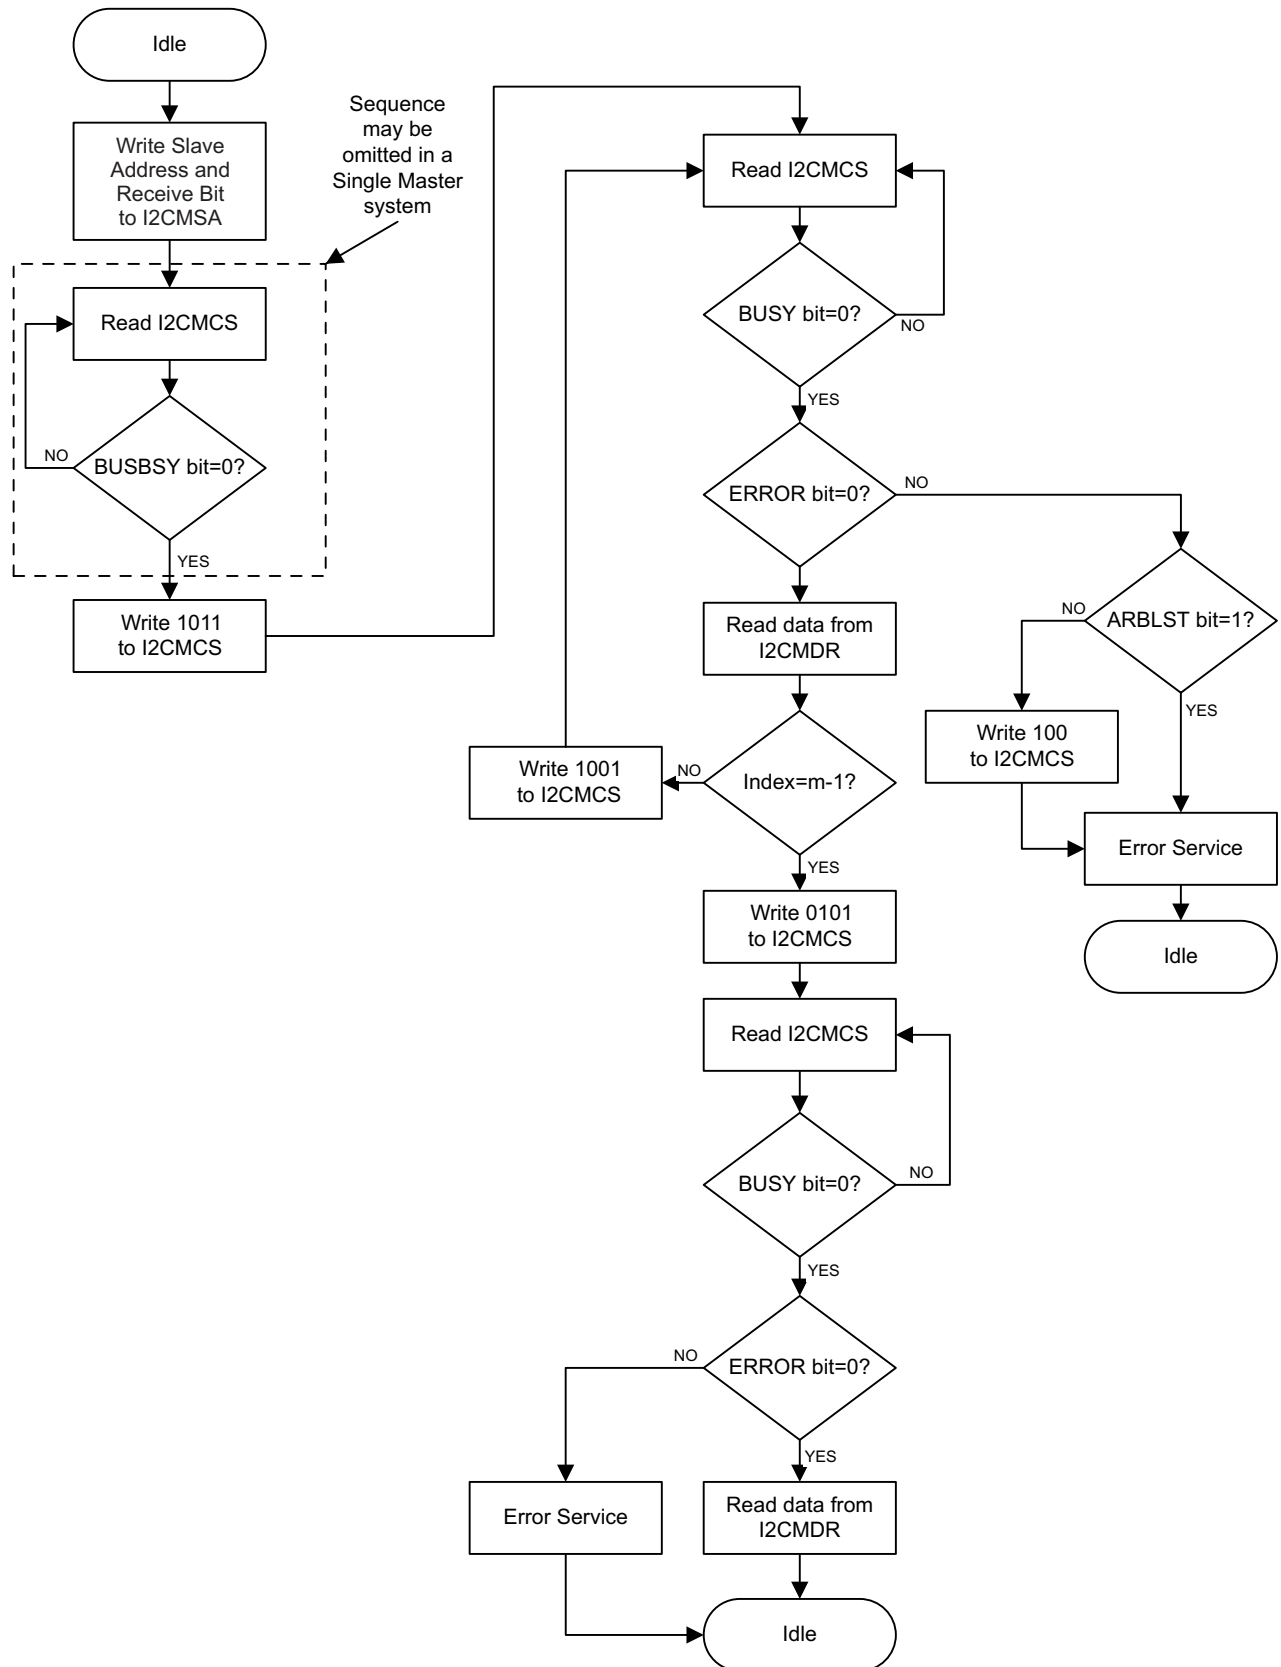 Idle
Write Slave
Address and
Receive Bit
to I2CMSA
Sequence
may be
omitted in a
Single Master
system
Read I2CMCS
BUSBSY bit=0?
NO
YES
Write 1011
to I2CMCS
Read I2CMCS
BUSY bit=0?
NO
YES
ERROR bit=0?
NO
ARBLST bit=1?
NO
YES
Write 100
to I2CMCS
Error Service
Idle
Read data from
I2CMDR
Index=m-1?
NO
Write 1001
to I2CMCS
YES
Write 0101
to I2CMCS
Read I2CMCS
BUSY bit=0?
NO
YES
ERROR bit=0?
NO
YES
Error Service
Read data from
I2CMDR
Idle